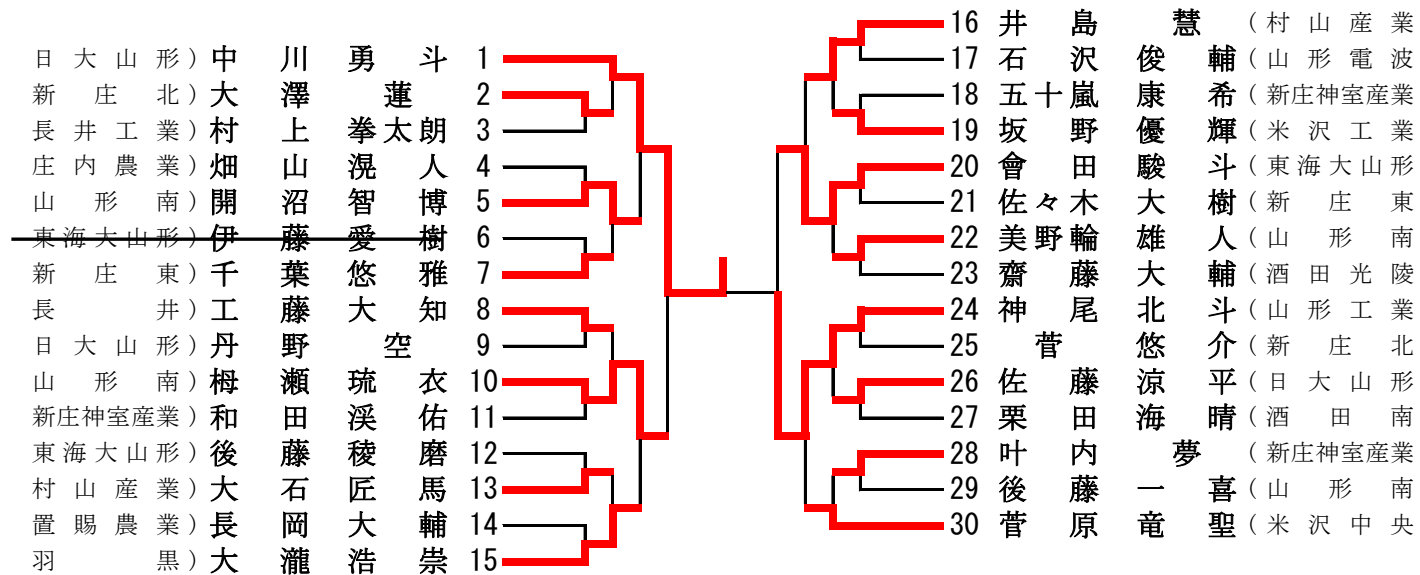 日大山形) 中川勇斗 1
新庄北) 大澤蓮 2
長井工業) 村上拳太朗 3
庄内農業) 畑山滉人 4
山形南) 開沼智博 5
東海大山形) 伊藤愛樹 6
新庄東) 千葉悠雅 7
長井) 工藤大知 8
日大山形) 丹野空 9
山形南) 栂瀬琉衣 10
新庄神室産業) 和田溪佑 11
東海大山形) 後藤稜磨 12
村山産業) 大石匠馬 13
置賜農業) 長岡大輔 14
羽黒) 大瀧浩崇 15
16 井島慧 (村山産業
17 石沢俊輔 (山形電波
18 五十嵐康希 (新庄神室産業
19 坂野優輝 (米沢工業
20 會田駿斗 (東海大山形
21 佐々木大樹 (新庄東
22 美野輪雄人 (山形南
23 齋藤大輔 (酒田光陵
24 神尾北斗 (山形工業
25 菅悠介 (新庄北
26 佐藤涼平 (日大山形
27 栗田海晴 (酒田南
28 叶内夢 (新庄神室産業
29 後藤一喜 (山形南
30 菅原竜聖 (米沢中央